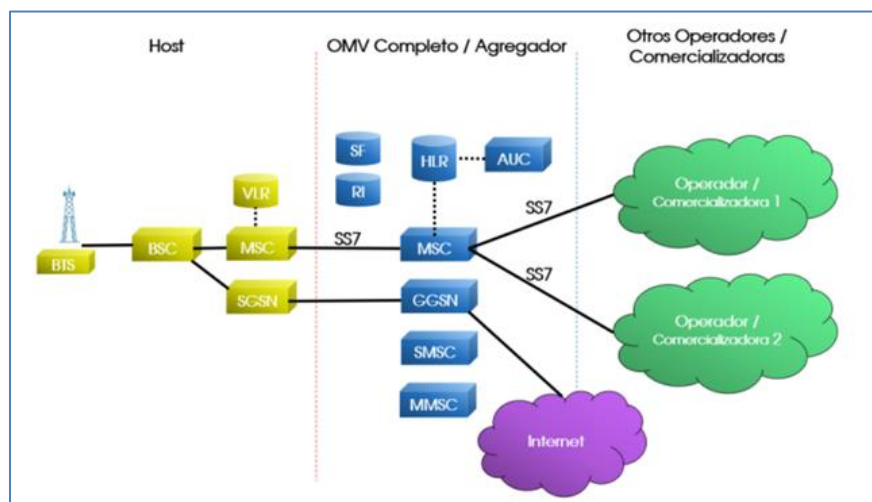 Host
OMV Completo / Agregador
Otros Operadores /
Comercializadoras
SF
RI
HLR
AUC
VLR
BTS
BSC
MSC
SS7
MSC
SS7
SS7
SGSN
GGSN
SMSC
MMSC
Operador /
Comercializadora 1
Operador /
Comercializadora 2
Internet